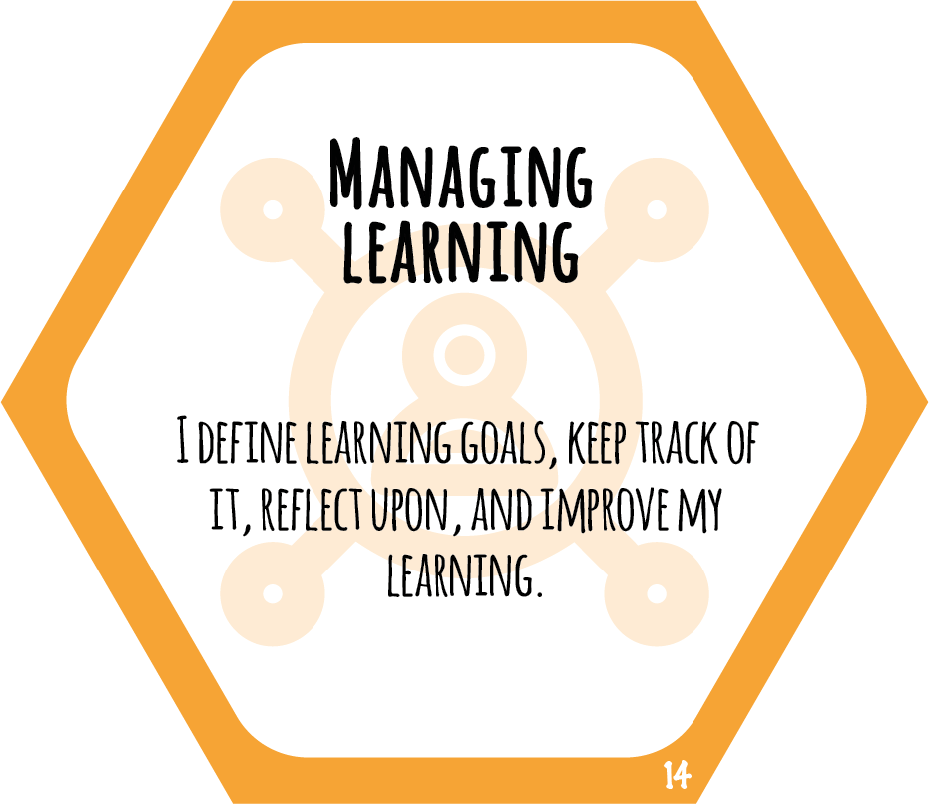 Managing
learning
I define learning goals, keep track of
it, reflect upon, and improve my
learning.
14